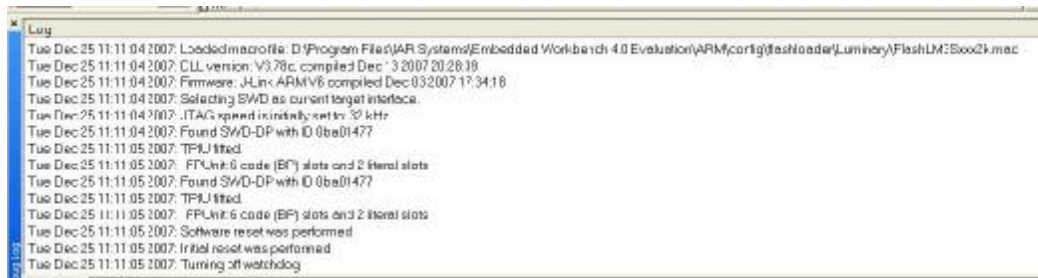 Log
Tue Dec 25 11:11:04 2007: Loaded macro file: D:\Program Files\IAR Systems\Embedded Workbench 4.0 Evaluation\ARM\config\flashloader\Luminary\FlashLM3Sxxx2k.mac
Tue Dec 25 11:11:04 2007: DLL version: V3.78c, compiled Dec 13 2007 20:28:39
Tue Dec 25 11:11:04 2007: Firmware: J-Link ARM V6 compiled Dec 03 2007 17:34:18
Tue Dec 25 11:11:04 2007: Selecting SWD as current target interface.
Tue Dec 25 11:11:04 2007: JTAG speed is initially set to: 32 kHz
Tue Dec 25 11:11:04 2007: Found SWD-DP with ID 0ba01477
Tue Dec 25 11:11:05 2007: TPIU fitted.
Tue Dec 25 11:11:05 2007: FPUnit: 6 code (BP) slots and 2 literal slots
Tue Dec 25 11:11:05 2007: Found SWD-DP with ID 0ba01477
Tue Dec 25 11:11:05 2007: TPIU fitted.
Tue Dec 25 11:11:05 2007: FPUnit: 6 code (BP) slots and 2 literal slots
Tue Dec 25 11:11:05 2007: Software reset was performed
Tue Dec 25 11:11:05 2007: Initial reset was performed
Tue Dec 25 11:11:05 2007: Turning off watchdog